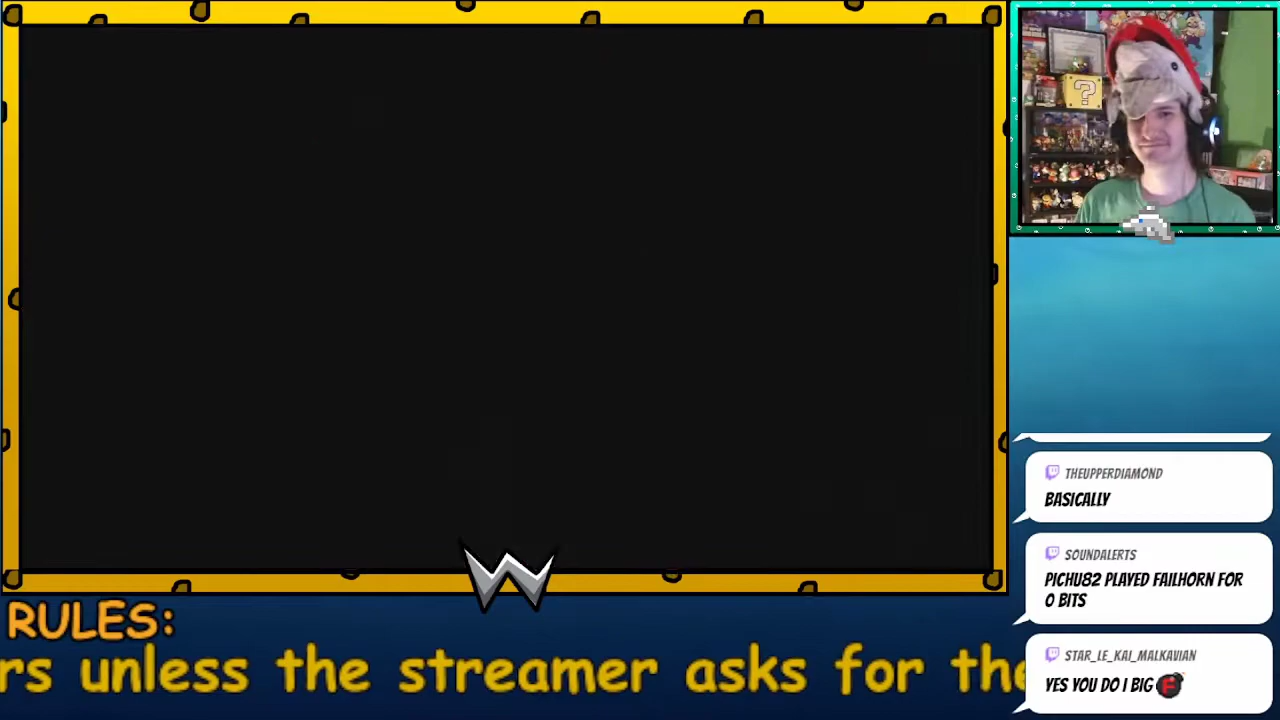 THEUPPERDIAMOND
BASICALLY
SOUNDALERTS
PICHU82 PLAYED FAILHORN FOR
0 BITS
STAR_LE_KAI_MALKAVIAN
YES YOU DO I BIG F
RULES:
rs unless the streamer asks for the
W
?